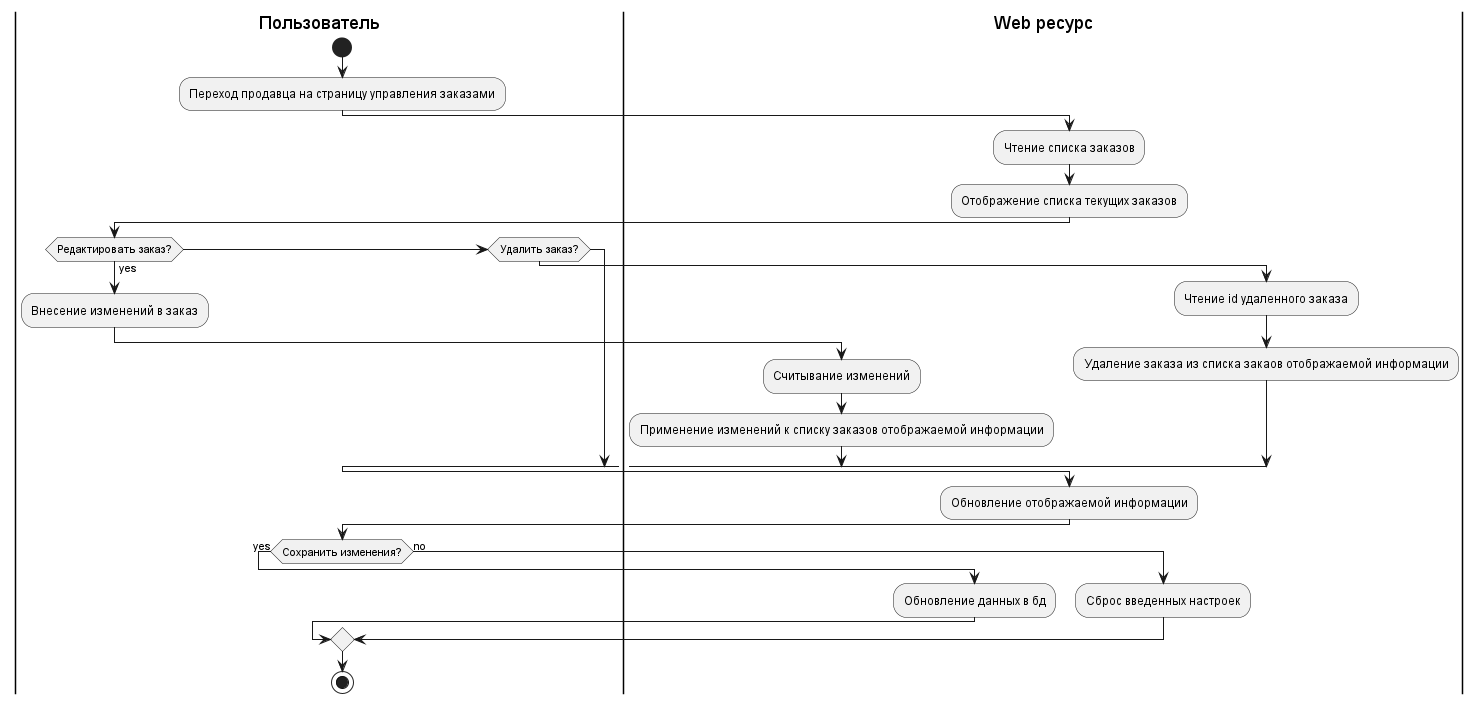 Пользователь
Web ресурс
Переход продавца на страницу управления заказами
Чтение списка заказов
Отображение списка текущих заказов
Редактировать заказ?
Удалить заказ?
yes
Чтение id удаленного заказа
Внесение изменений в заказ
Удаление заказа из списка закаов отображаемой информации
Считывание изменений
Применение изменений к списку заказов отображаемой информации
Обновление отображаемой информации
yes
Сохранить изменения?
no
Обновление данных в бд
Сброс введенных настроек